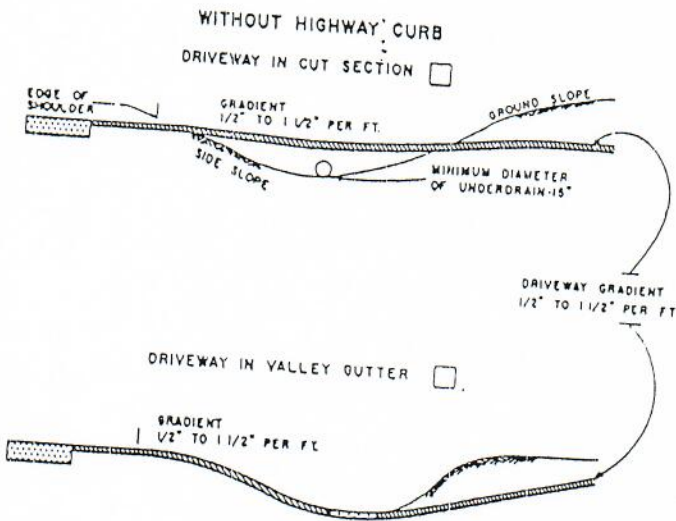 WITHOUT HIGHWAY CURB
DRIVEWAY IN CUT SECTION
EDGE OF
SHOULDER
GRADIENT
1/2" TO 1 1/2" PER FT.
GROUND SLOPE
SIDE SLOPE
MINIMUM DIAMETER
OF UNDERDRAIN-15"
DRIVEWAY GRADIENT
1/2" TO 1 1/2" PER FT
DRIVEWAY IN VALLEY GUTTER
GRADIENT
1/2" TO 1 1/2" PER FT.